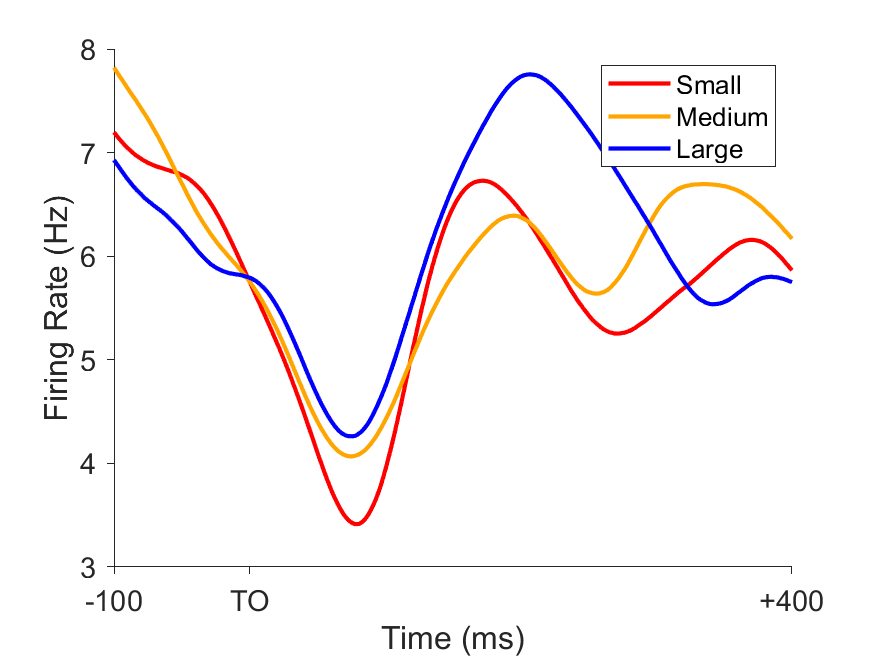 8
7
6
5
4
3
Firing Rate (Hz)
Small
Medium
Large
-100
TO
+400
Time (ms)